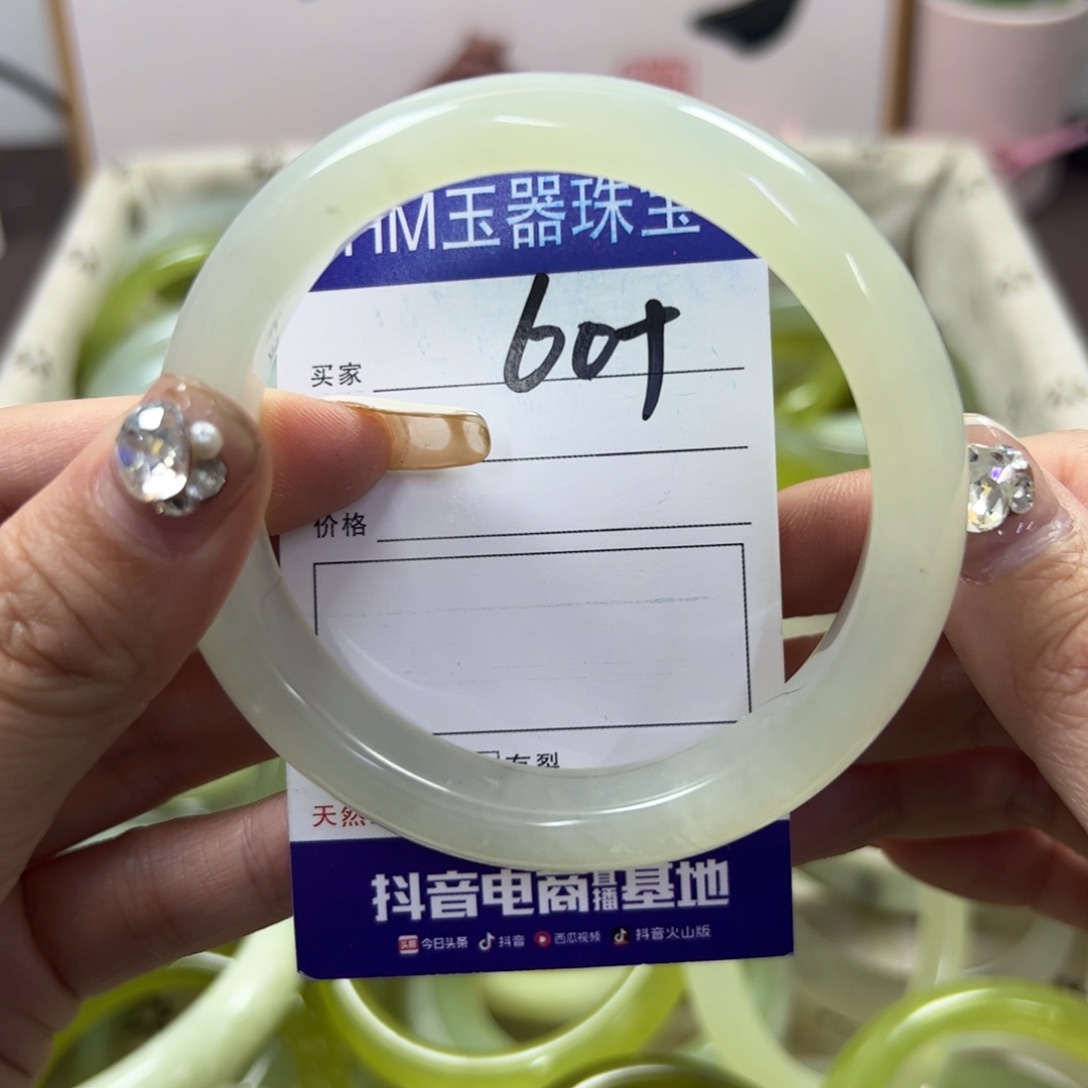 HM玉器珠宝
60+
买家
价格
有裂
天然
抖音电商直播基地
今日头条 抖音 西瓜视频 抖音火山版